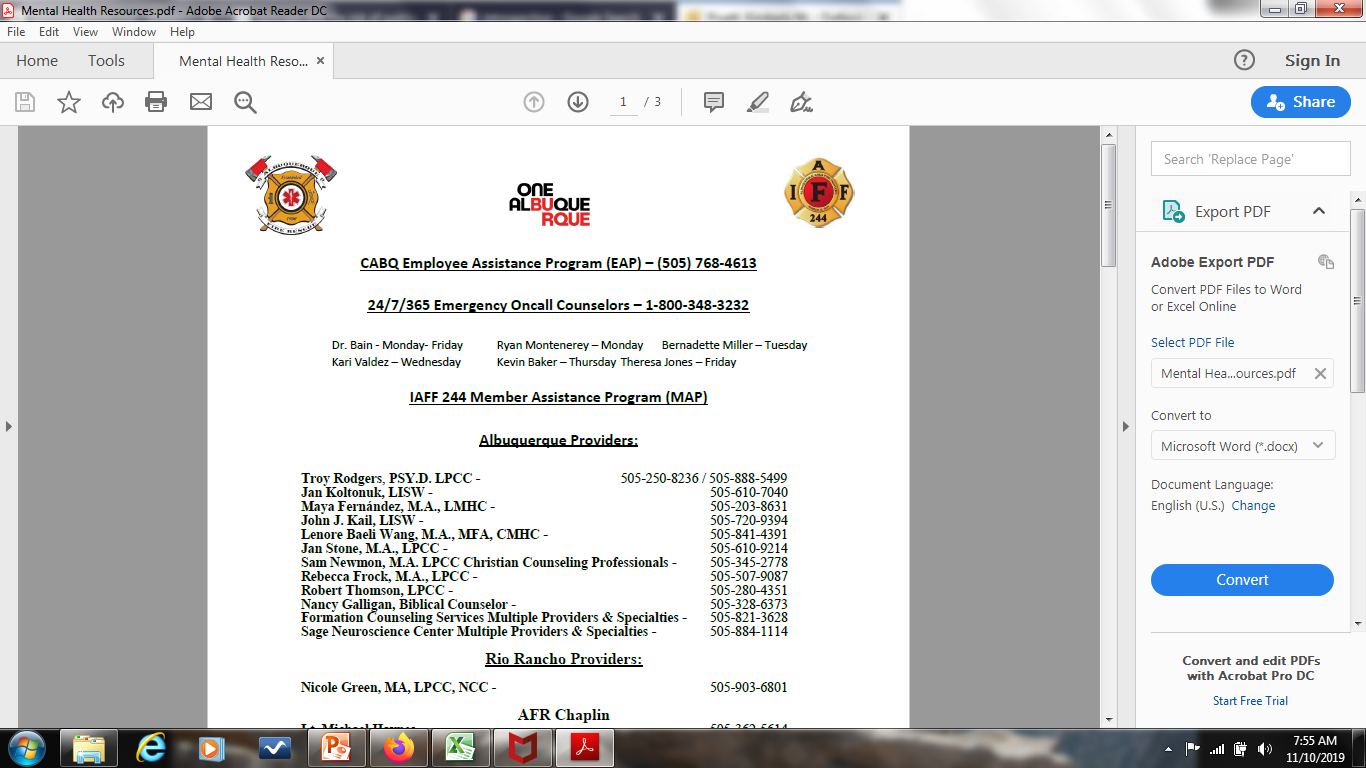 Mental Health Resources.pdf - Adobe Acrobat Reader DC
File Edit View Window Help
Home Tools Mental Health Reso... × ? Sign In
1 / 3 Share
ONE
ALBUQUE
RQUE
A
I F F
244
FIRE RESCUE
CABQ Employee Assistance Program (EAP) – (505) 768-4613
24/7/365 Emergency Oncall Counselors – 1-800-348-3232
Dr. Bain - Monday- Friday Ryan Montenerey – Monday Bernadette Miller – Tuesday
Kari Valdez – Wednesday Kevin Baker – Thursday Theresa Jones – Friday
IAFF 244 Member Assistance Program (MAP)
Albuquerque Providers:
Troy Rodgers, PSY.D. LPCC - 505-250-8236 / 505-888-5499
Jan Koltonuk, LISW - 505-610-7040
Maya Fernández, M.A., LMHC - 505-203-8631
John J. Kail, LISW - 505-720-9394
Lenore Baeli Wang, M.A., MFA, CMHC - 505-841-4391
Jan Stone, M.A., LPCC - 505-610-9214
Sam Newmon, M.A. LPCC Christian Counseling Professionals - 505-345-2778
Rebecca Frock, M.A., LPCC - 505-507-9087
Robert Thomson, LPCC - 505-280-4351
Nancy Galligan, Biblical Counselor - 505-328-6373
Formation Counseling Services Multiple Providers & Specialties - 505-821-3628
Sage Neuroscience Center Multiple Providers & Specialties - 505-884-1114
Rio Rancho Providers:
Nicole Green, MA, LPCC, NCC - 505-903-6801
AFR Chaplin
Search 'Replace Page'
Export PDF
Adobe Export PDF
Convert PDF Files to Word
or Excel Online
Select PDF File
Mental Hea...ources.pdf
Convert to
Microsoft Word (*.docx)
Document Language:
English (U.S.) Change
Convert
Convert and edit PDFs
with Acrobat Pro DC
Start Free Trial
7:55 AM
11/10/2019